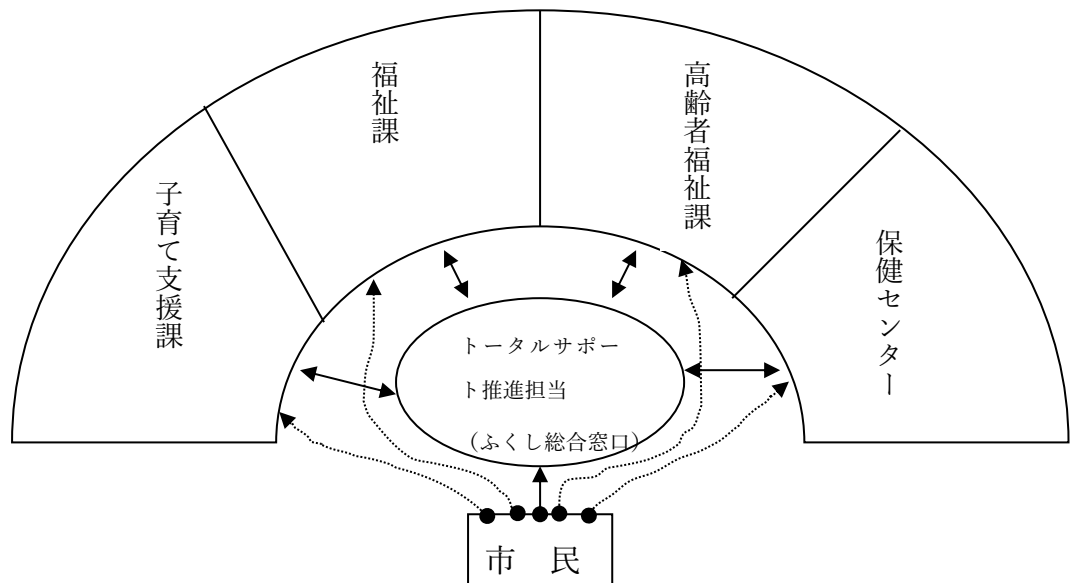 福祉課
高齢者福祉課
子育て支援課
保健センター
トータルサポー
ト推進担当
（ふくし総合窓口）
市　民